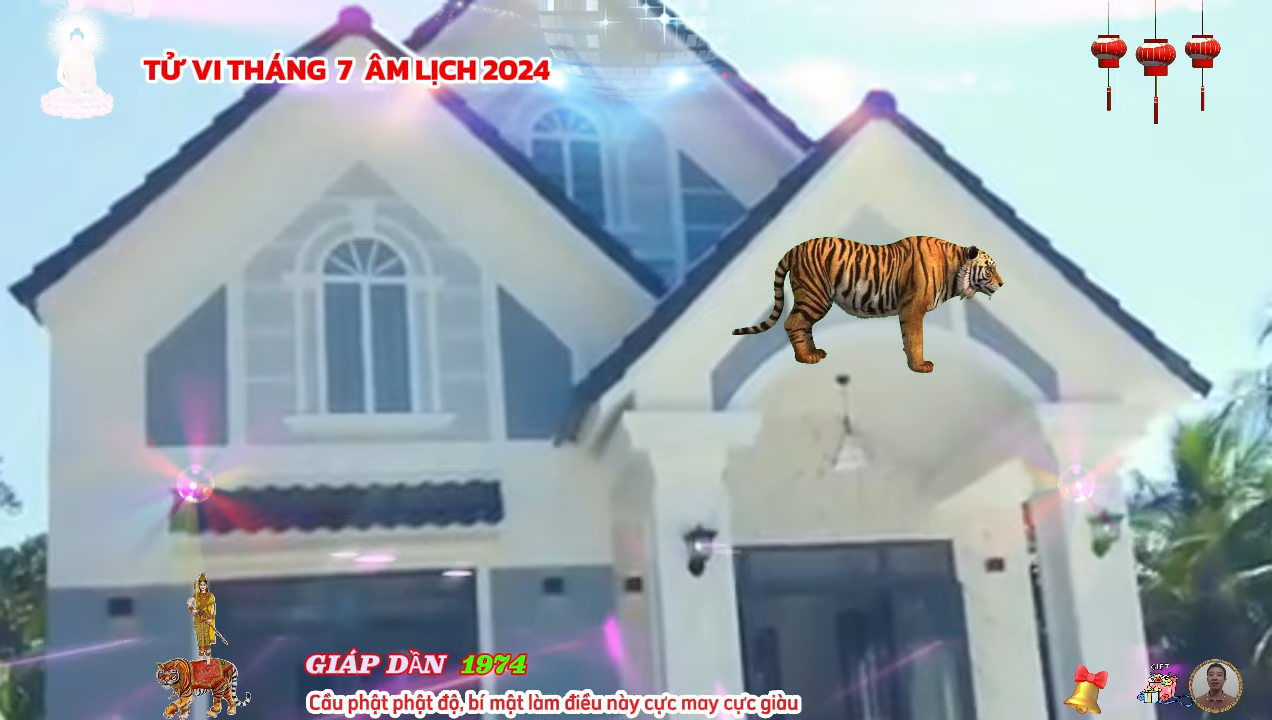 TỬ VI THÁNG 7 ÂM LỊCH 2024
GIÁP DẦN 1974
GIFT
Cầu phật phật độ, bí mật làm điều này cực may cực giàu